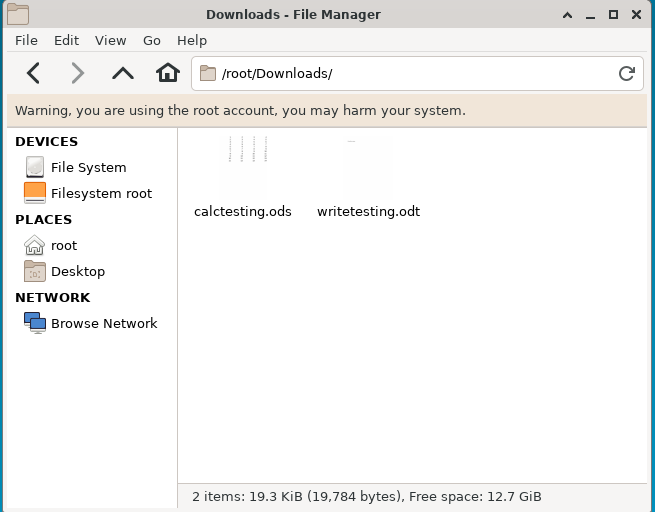 Downloads - File Manager
File Edit View Go Help
/root/Downloads/
Warning, you are using the root account, you may harm your system.
DEVICES
File System
Filesystem root
PLACES
root
Desktop
NETWORK
Browse Network
calctesting.ods
writetesting.odt
2 items: 19.3 KiB (19,784 bytes), Free space: 12.7 GiB